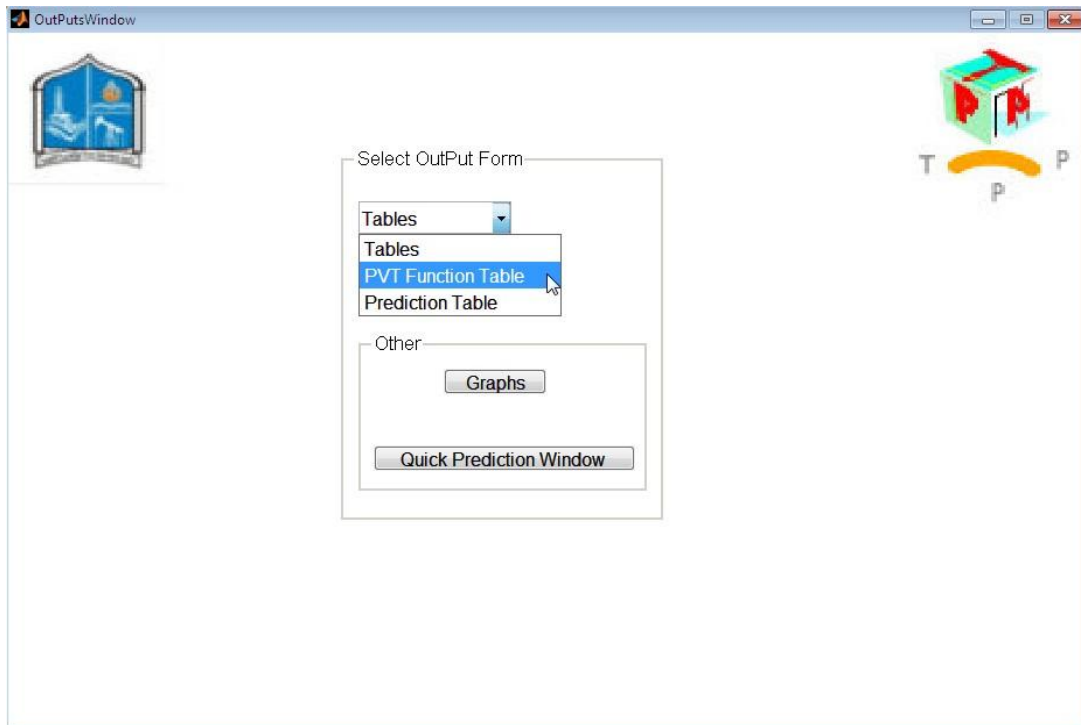 OutPutsWindow
T P P
T P P
Select OutPut Form
Tables
Tables
PVT Function Table
Prediction Table
Other
Graphs
Quick Prediction Window